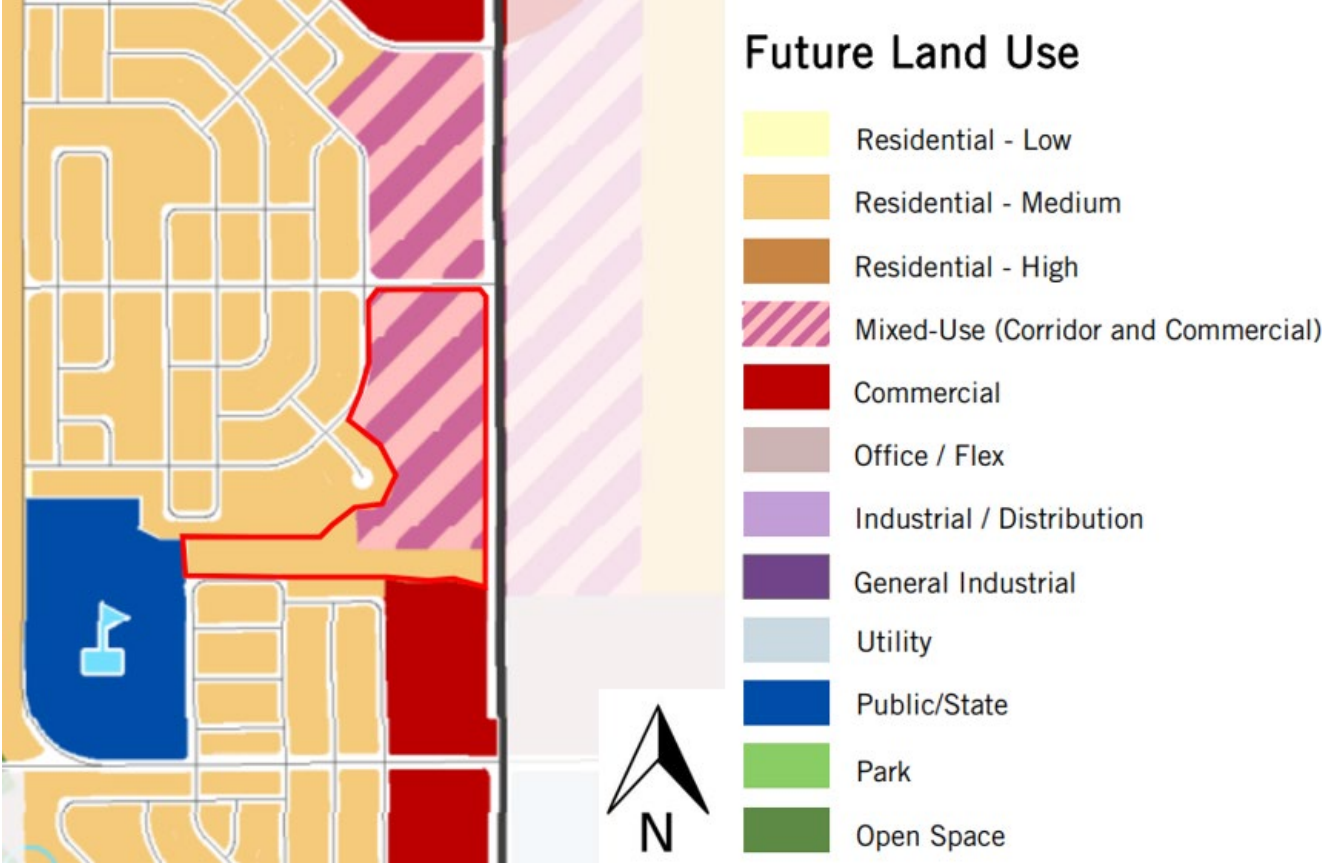 Future Land Use
Residential - Low
Residential - Medium
Residential - High
Mixed-Use (Corridor and Commercial)
Commercial
Office / Flex
Industrial / Distribution
General Industrial
Utility
Public/State
Park
Open Space
N